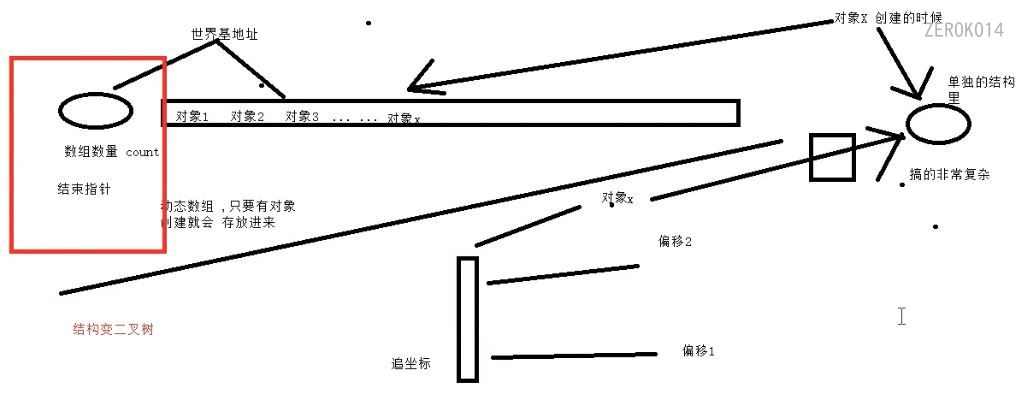 对象X 创建的时候
ZEROK014
世界基地址
单独的结构
里
对象1 对象2 对象3 ... ... 对象x
数组数量 count
搞的非常复杂
结束指针
对象x
动态数组 ,只要有对象
创建就会 存放进来
偏移2
结构变二叉树
偏移1
追坐标